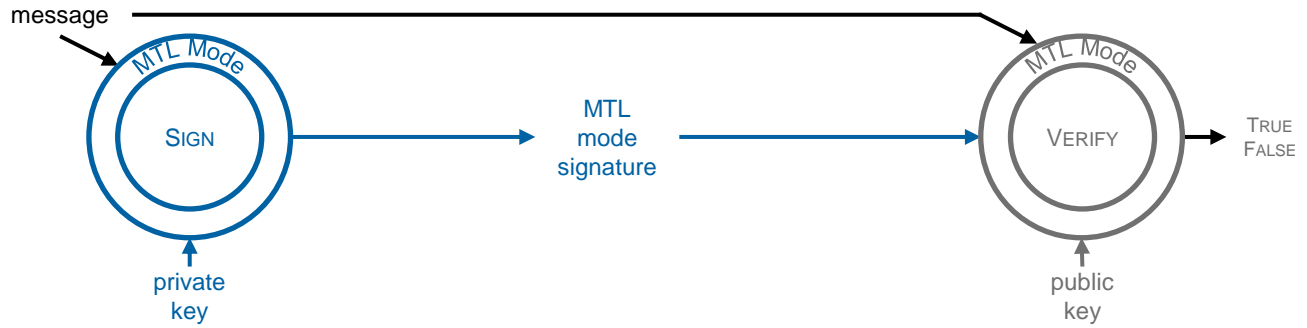 message
MTL Mode
SIGN
MTL
mode
signature
MTL Mode
VERIFY
TRUE
FALSE
private
key
public
key